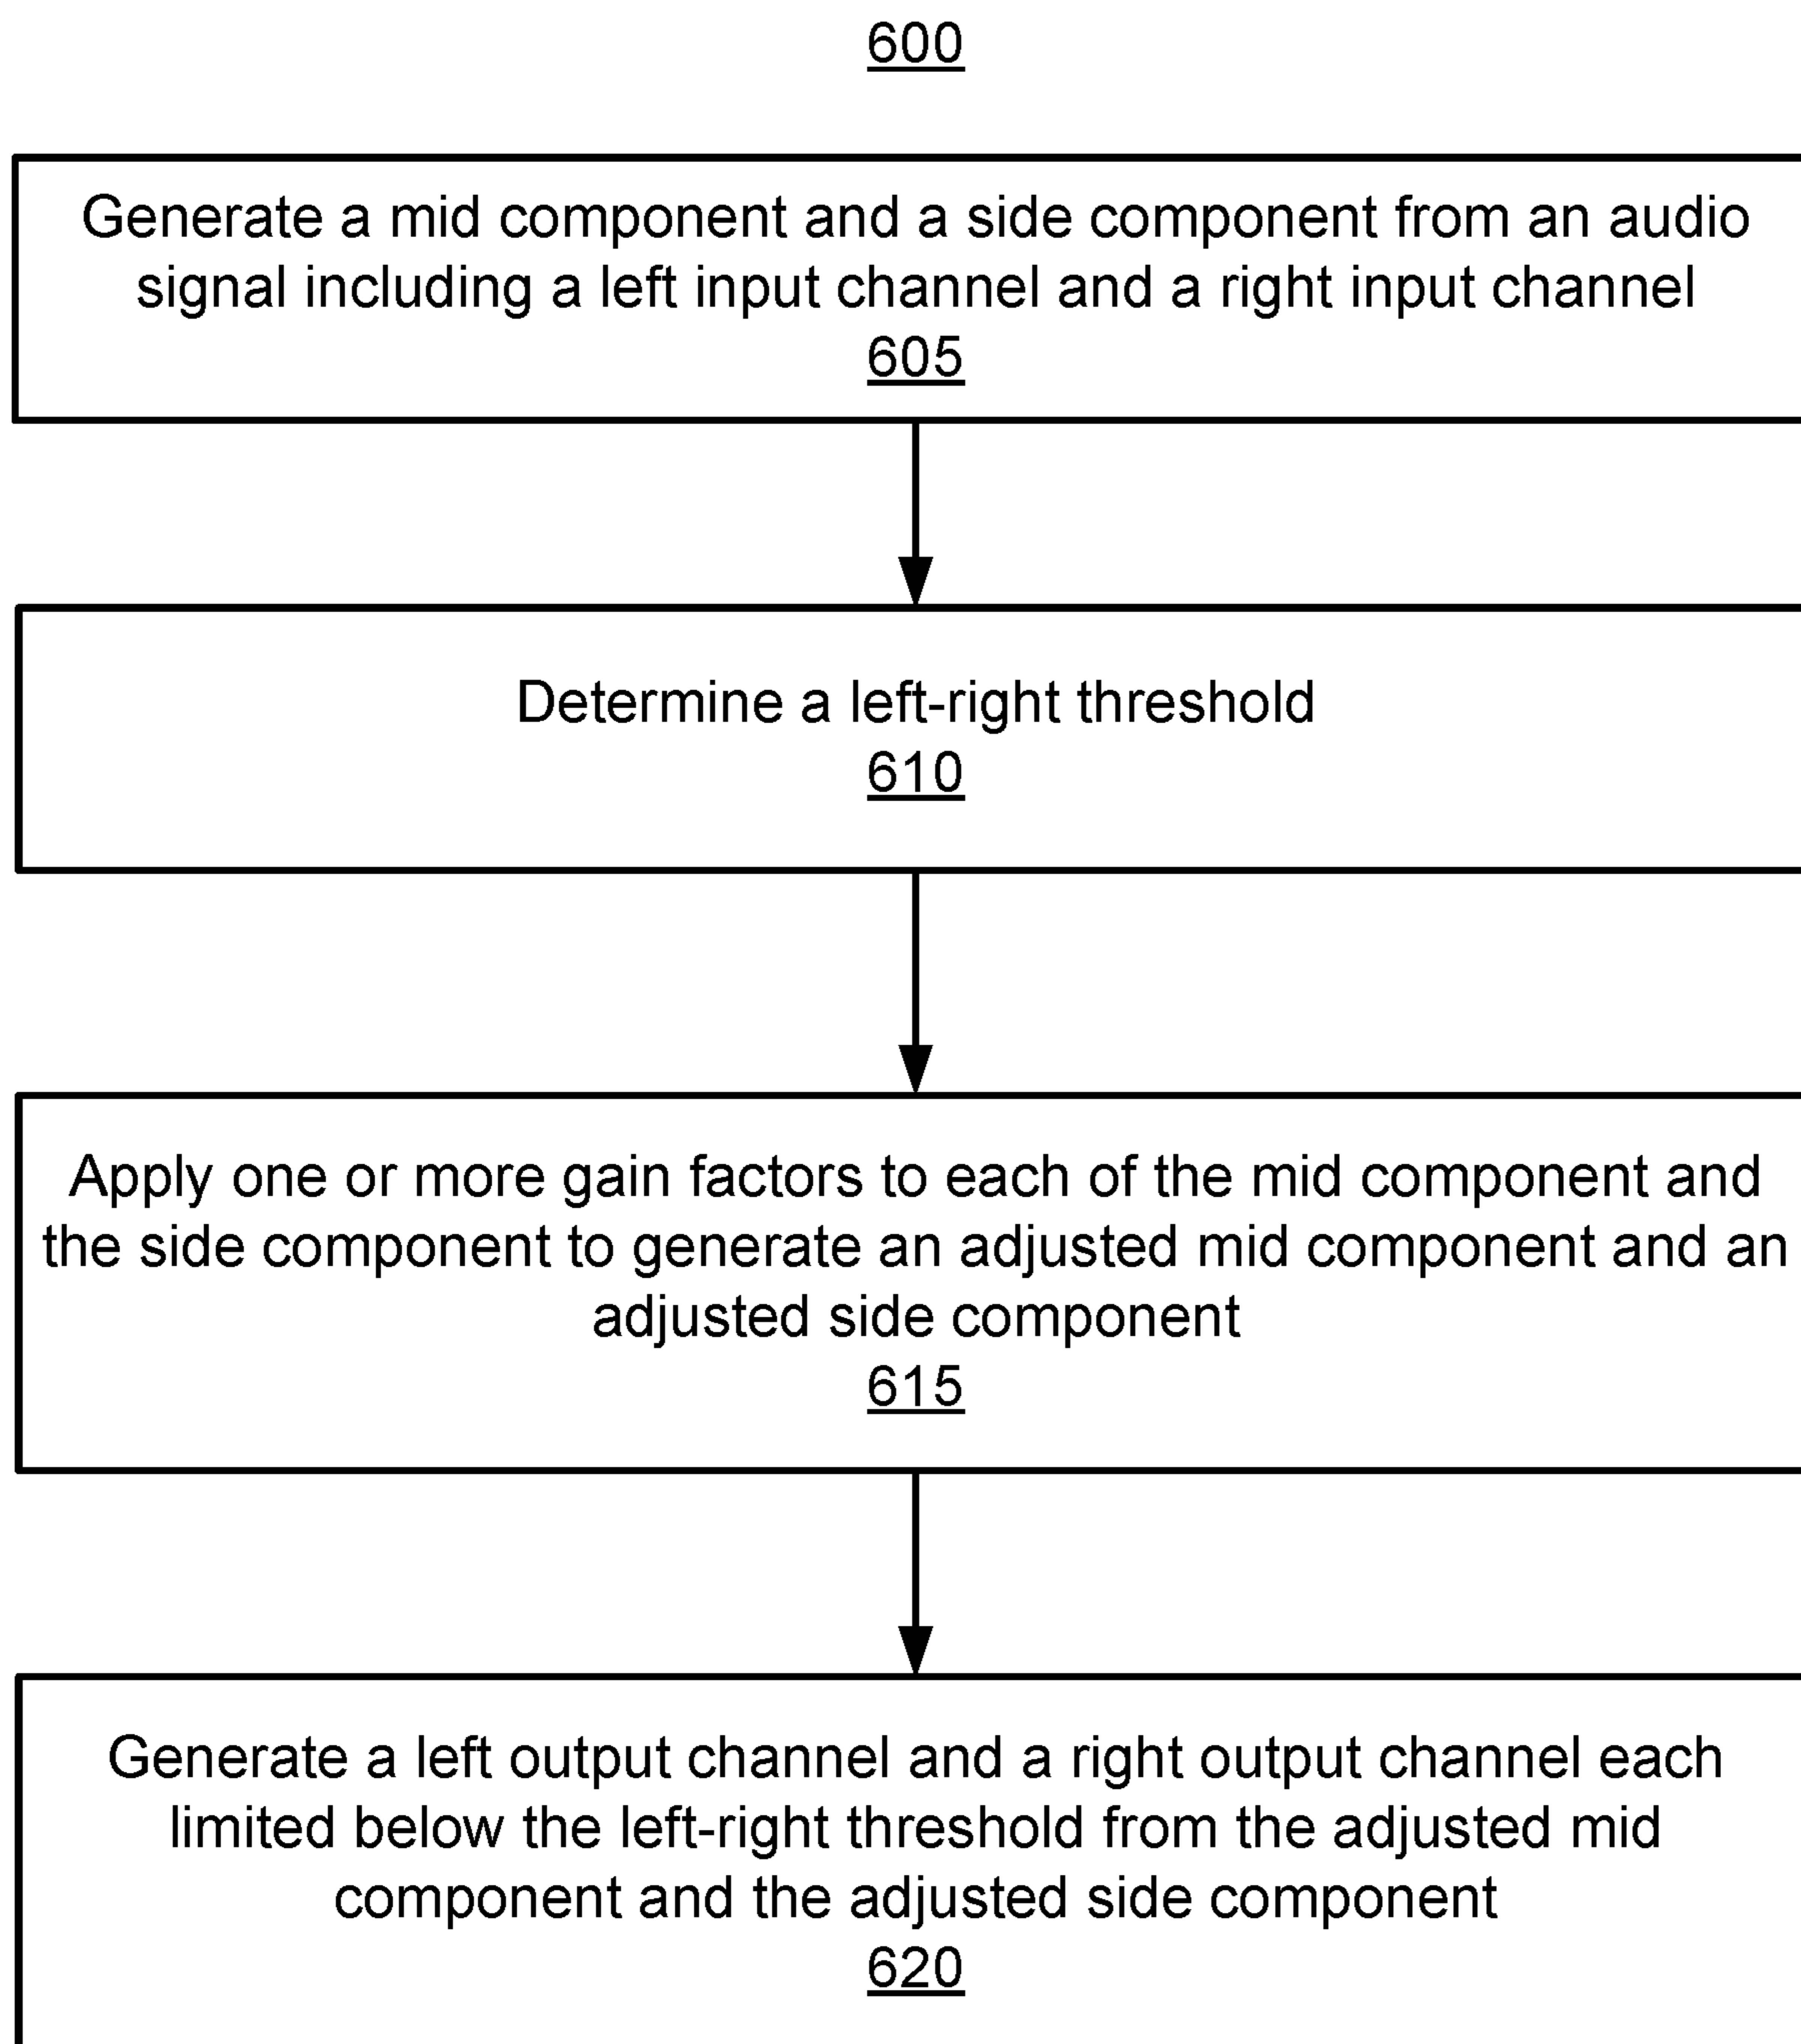 600
Generate a mid component and a side component from an audio
signal including a left input channel and a right input channel
605
Determine a left-right threshold
610
Apply one or more gain factors to each of the mid component and
the side component to generate an adjusted mid component and an
adjusted side component
615
Generate a left output channel and a right output channel each
limited below the left-right threshold from the adjusted mid
component and the adjusted side component
620